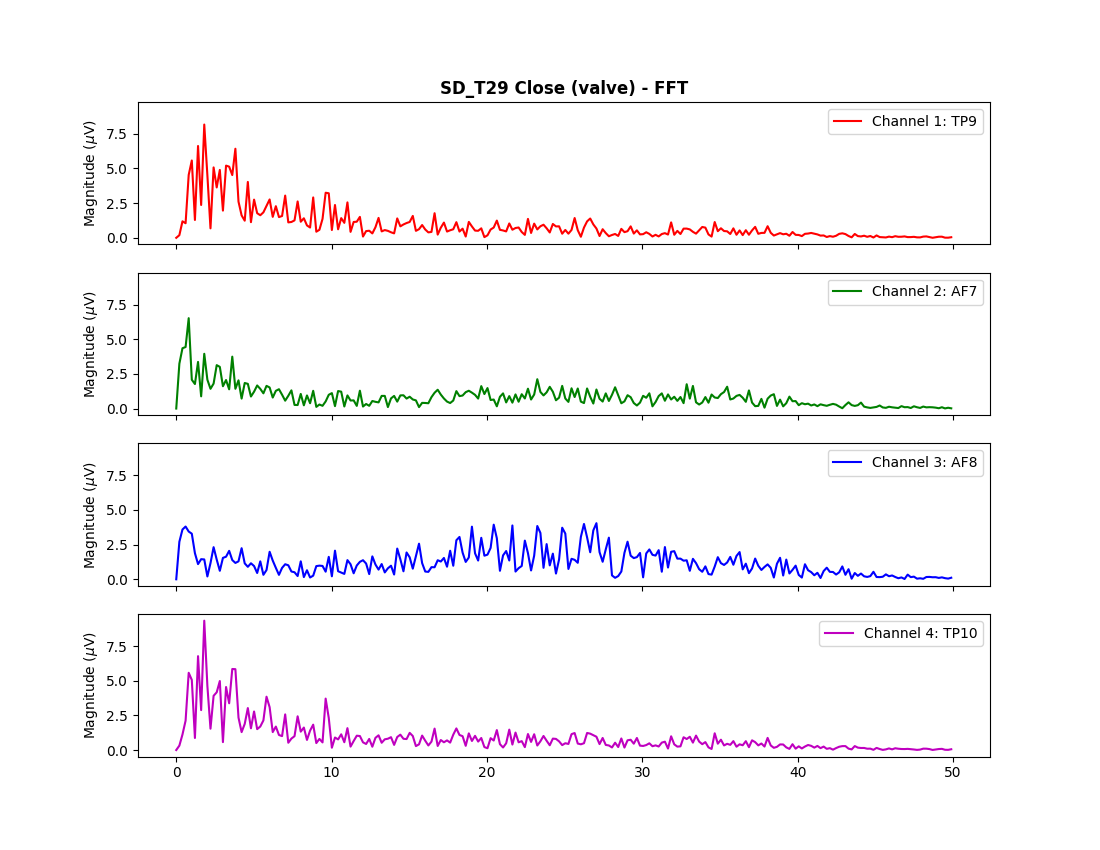 SD_T29 Close (valve) - FFT
Magnitude (μV)
7.5
5.0
2.5
0.0
Channel 1: TP9
Magnitude (μV)
7.5
5.0
2.5
0.0
Channel 2: AF7
Magnitude (μV)
7.5
5.0
2.5
0.0
Channel 3: AF8
Magnitude (μV)
7.5
5.0
2.5
0.0
Channel 4: TP10
0 10 20 30 40 50